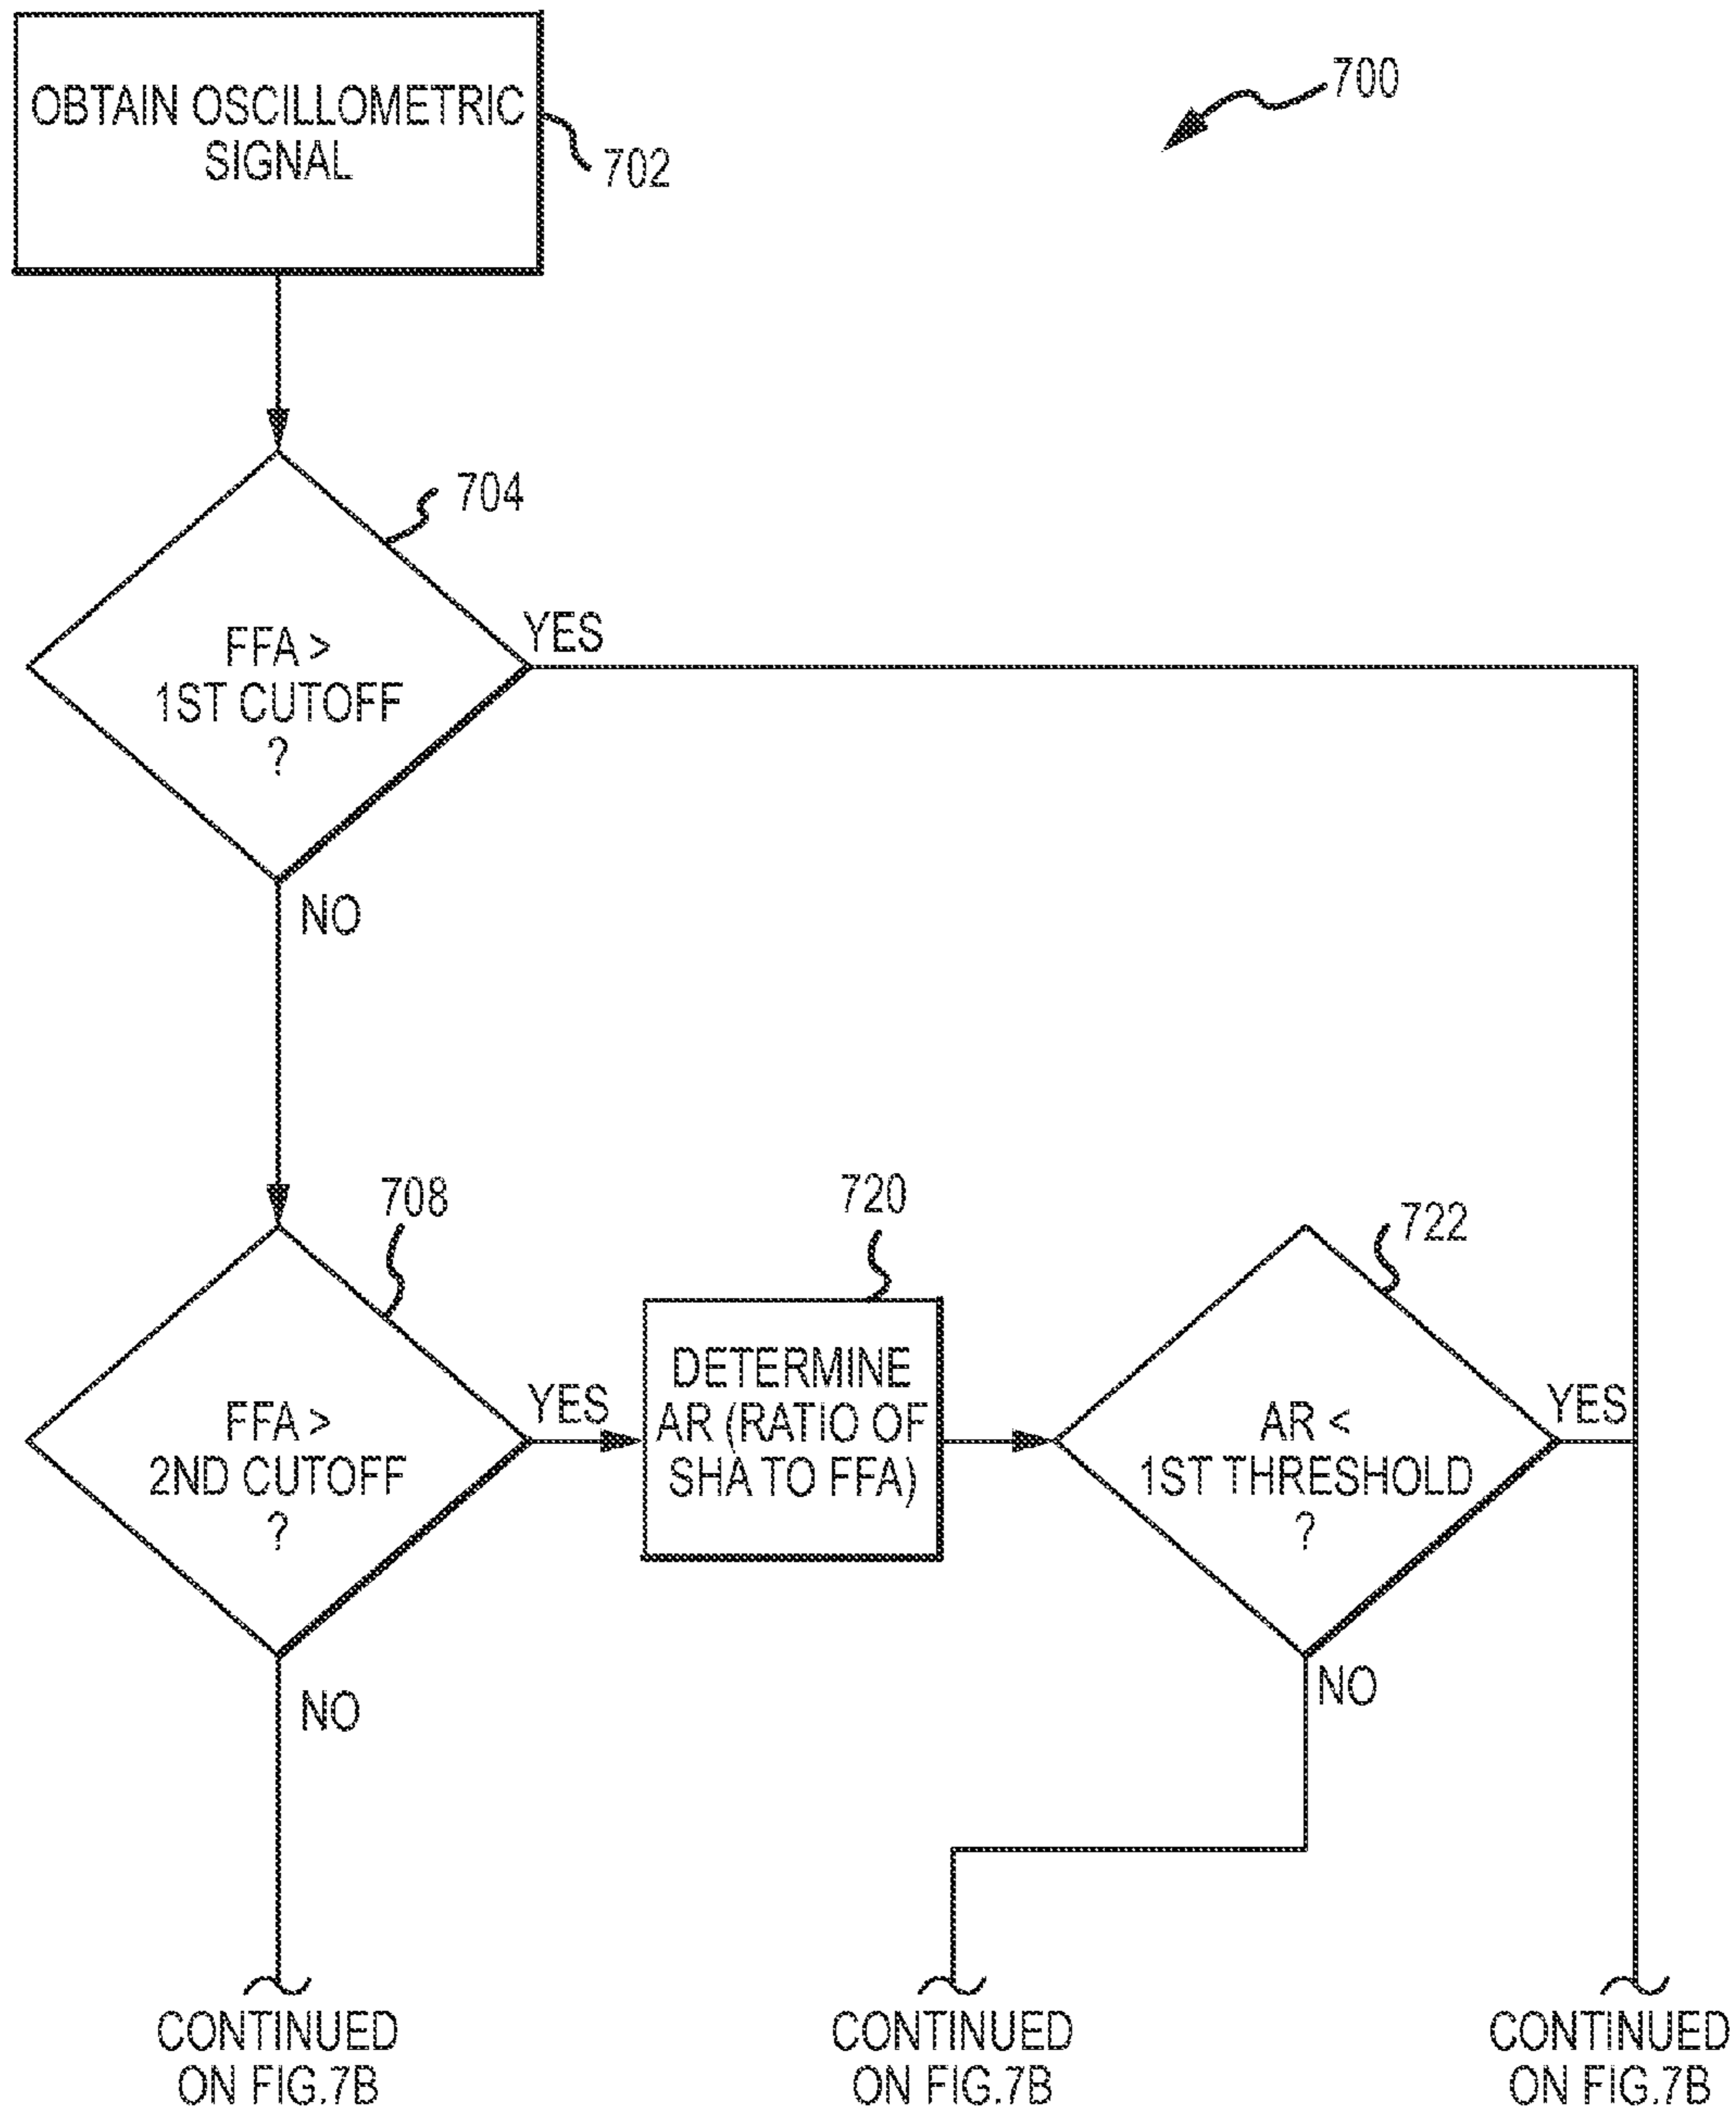 700
OBTAIN OSCILLOMETRIC
SIGNAL
702
704
FFA >
1ST CUTOFF
?
YES
NO
708
FFA >
2ND CUTOFF
?
YES
NO
720
DETERMINE
AR (RATIO OF
SHA TO FFA)
722
AR <
1ST THRESHOLD
?
YES
NO
CONTINUED
ON FIG.7B
CONTINUED
ON FIG.7B
CONTINUED
ON FIG.7B